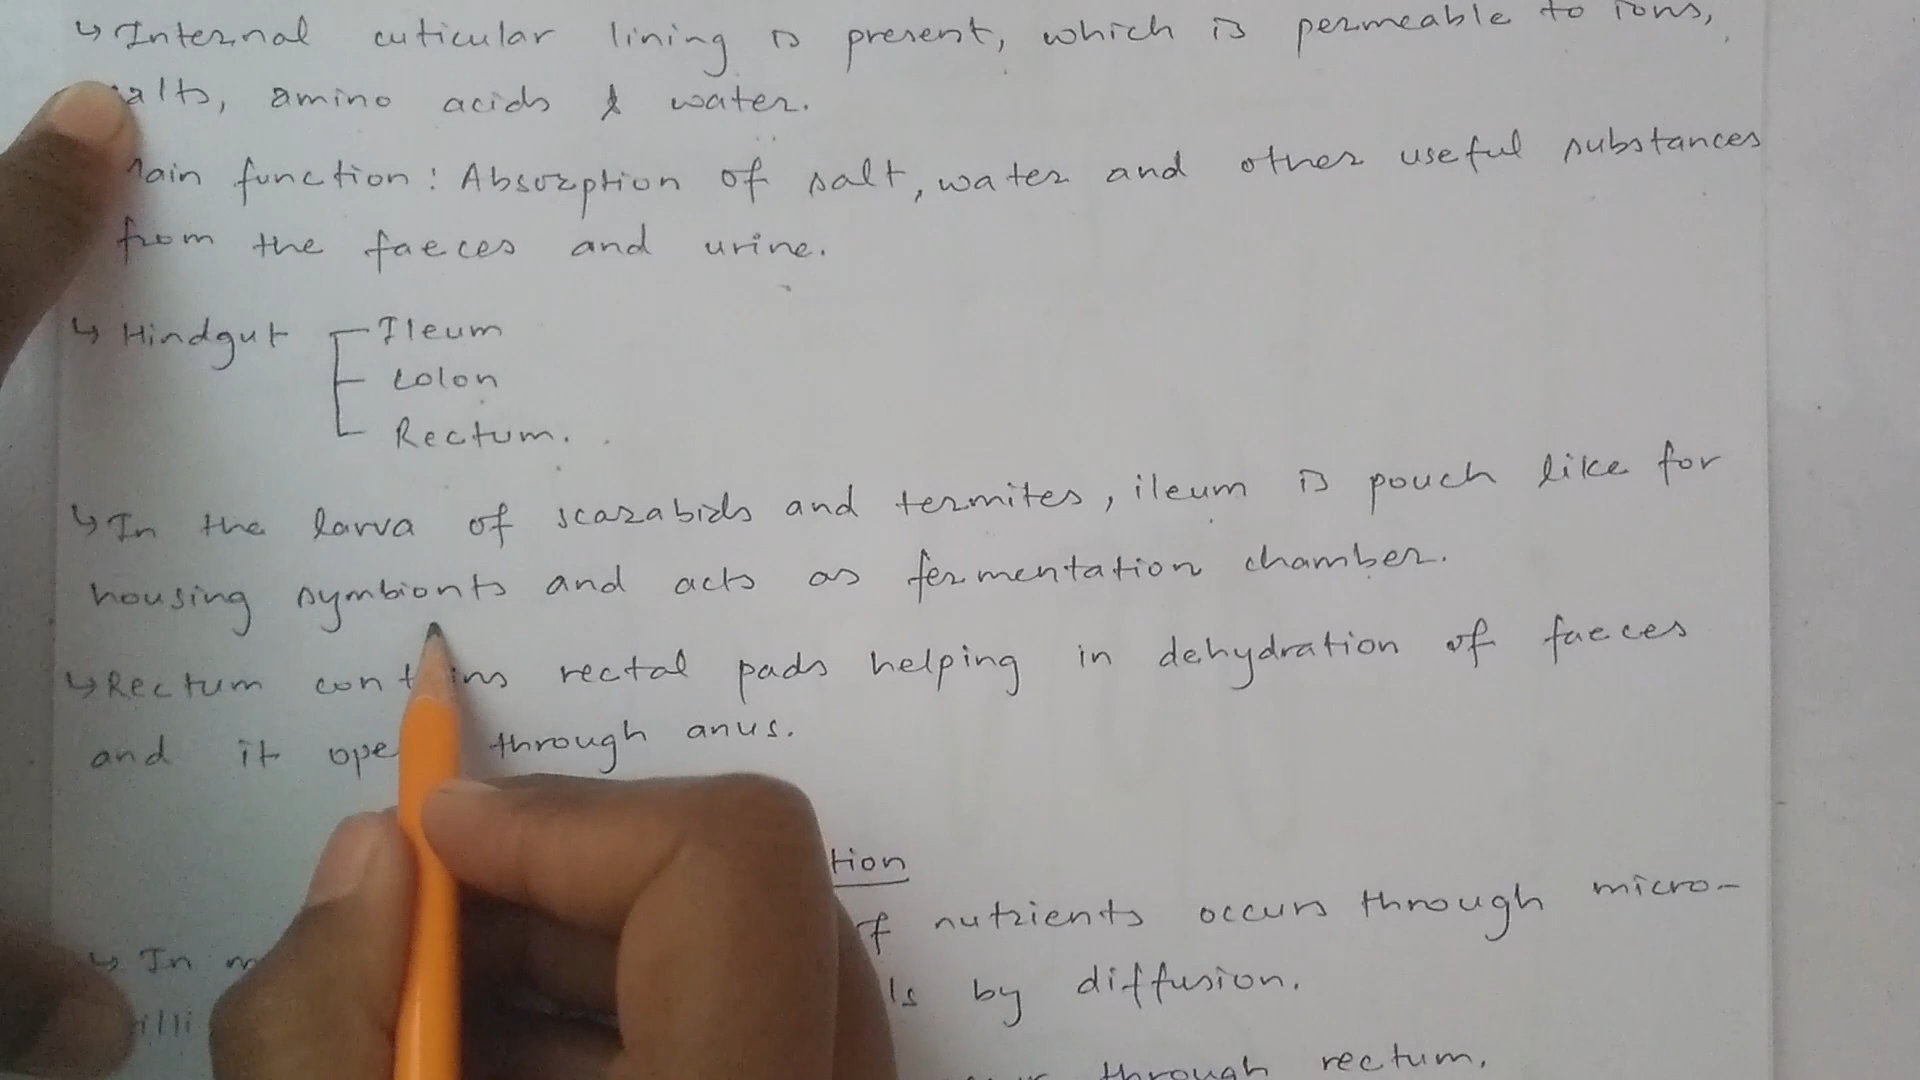 ↳ Internal cuticular lining is present, which is permeable to ions,
alts, amino acids & water.
ain function: Absorption of salt, water and other useful substances
from the faeces and urine.
↳ Hindgut
Ileum
Colon
Rectum.
↳ In the larva of scarabids and termites, ileum is pouch like for
housing symbionts and acts as fermentation chamber.
↳ Rectum contins rectal pads helping in dehydration of faeces
and it ope through anus.
tion
↳ In m f nutrients occurs through micro-
illi ls by diffusion.
through rectum.